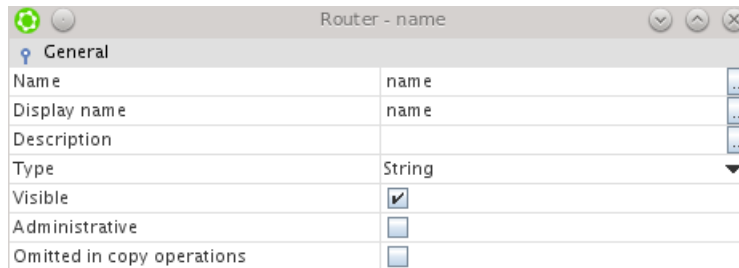 Router - name
General
Name name ...
Display name name ...
Description ...
Type String
Visible
Administrative
Omitted in copy operations